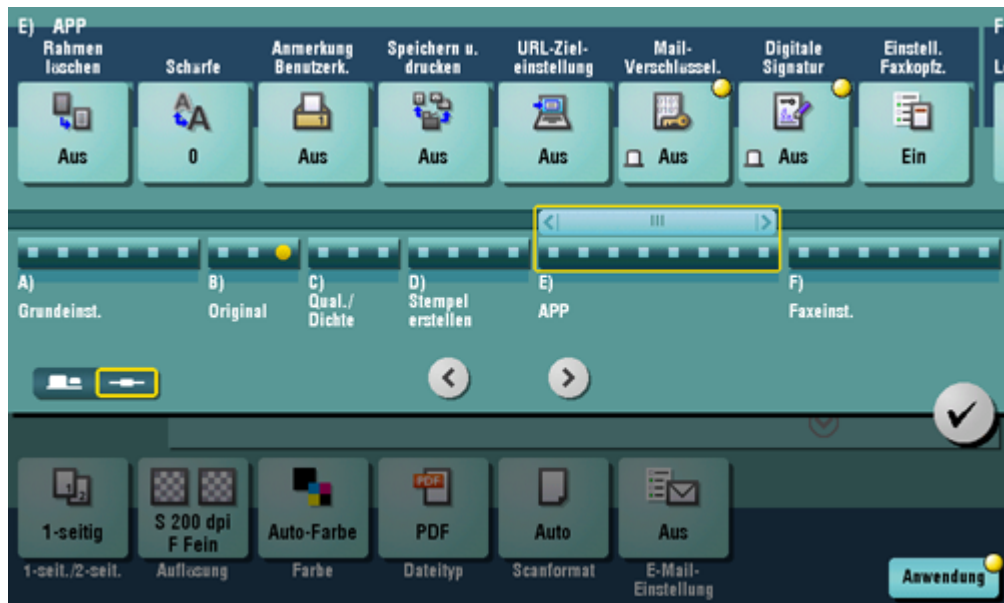 E) APP
F
Rahmen
löschen
Schärfe
Anmerkung
Benutzerk.
Speichern u.
drucken
URL-Ziel-
einstellung
Mail-
Verschlüssel.
Digitale
Signatur
Einstell.
Faxkopfz.
L
Aus
0
Aus
Aus
Aus
Aus
Aus
Ein
A)
Grundeinst.
B)
Original
C)
Qual./
Dichte
D)
Stempel
erstellen
E)
APP
F)
Faxeinst.
1-seitig
S 200 dpi
F Fein
Auto-Farbe
PDF
PDF
Auto
Aus
1-seit./2-seit.
Auflösung
Farbe
Dateityp
Scanformat
E-Mail-
Einstellung
Anwendung